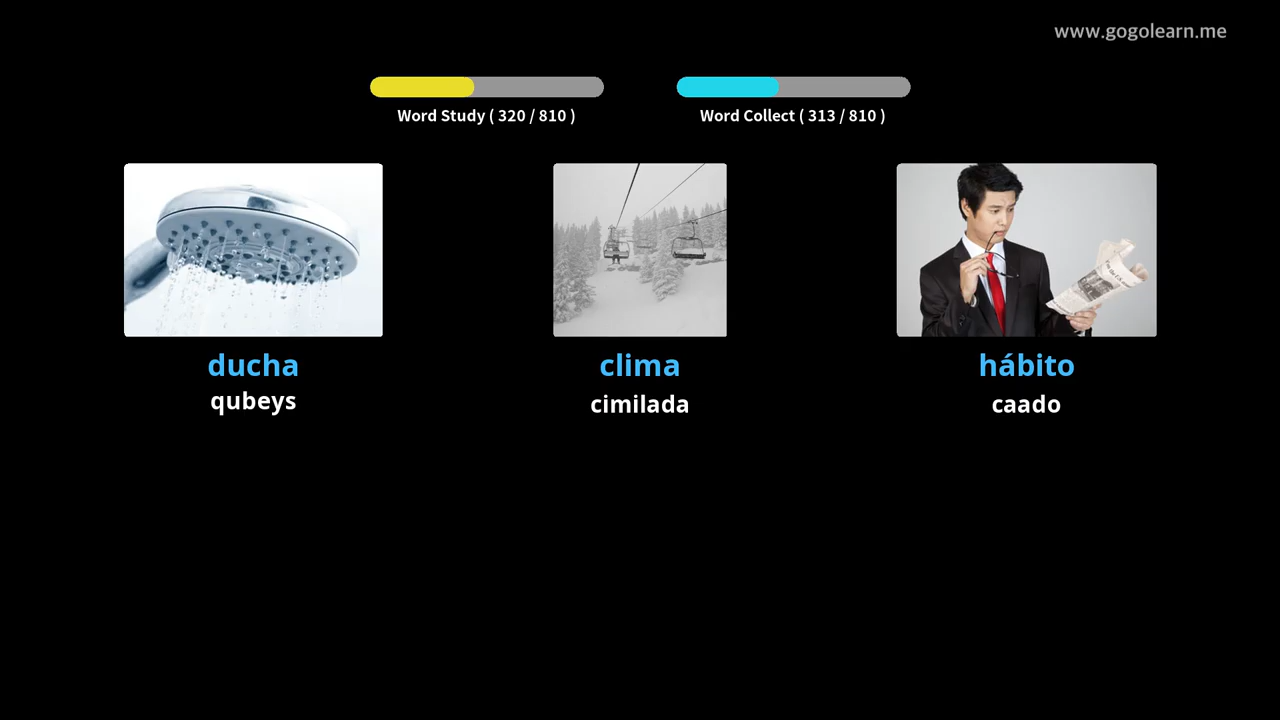 www.gogolearn.me
Word Study ( 320 / 810 )
Word Collect ( 313 / 810 )
ducha
qubeys
clima
cimilada
hábito
caado